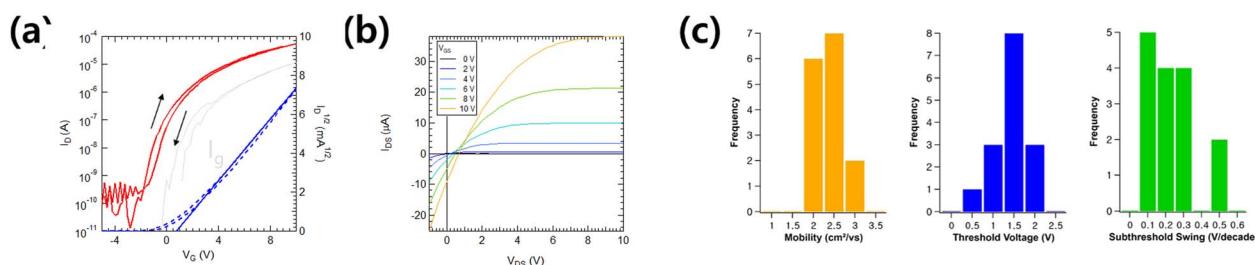 (a)
10⁻⁴
10⁻⁵
10⁻⁶
10⁻⁷
10⁻⁸
10⁻⁹
10⁻¹⁰
10⁻¹¹
I_D (A)
10
8
6
4
2
0
I_D^1/2 (mA^1/2)
I_g
-4
0
4
8
V_G (V)
(b)
V_GS
0 V
2 V
4 V
6 V
8 V
10 V
30
20
10
0
-10
-20
I_DS (µA)
0
2
4
6
8
10
V_DS (V)
(c)
7
6
5
4
3
2
1
0
Frequency
1 1.5 2 2.5 3 3.5
Mobility (cm²/vs)
8
7
6
5
4
3
2
1
0
Frequency
0 0.5 1 1.5 2 2.5
Threshold Voltage (V)
5
4
3
2
1
0
Frequency
0 0.1 0.2 0.3 0.4 0.5 0.6
Subthreshold Swing (V/decade